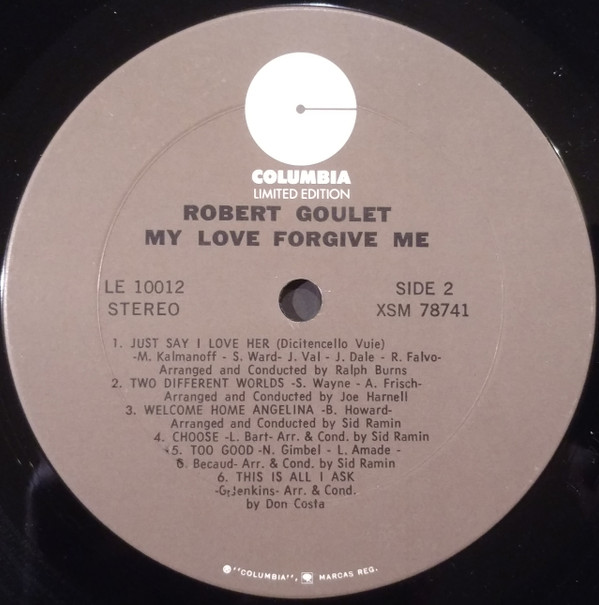 COLUMBIA
LIMITED EDITION
ROBERT GOULET
MY LOVE FORGIVE ME
LE 10012 SIDE 2
STEREO XSM 78741
1. JUST SAY I LOVE HER (Dicitencello Vuie)
-M. Kalmanoff - S. Ward- J. Val - J. Dale - R. Falvo-
Arranged and Conducted by Ralph Burns
2. TWO DIFFERENT WORLDS -S. Wayne - A. Frisch-
Arranged and Conducted by Joe Harnell
3. WELCOME HOME ANGELINA -B. Howard-
Arranged and Conducted by Sid Ramin
4. CHOOSE -L. Bart- Arr. & Cond. by Sid Ramin
5. TOO GOOD -N. Gimbel - L. Amade -
G. Becaud- Arr. & Cond. by Sid Ramin
6. THIS IS ALL I ASK
-G. Jenkins- Arr. & Cond.
by Don Costa
"COLUMBIA", MARCAS REG.